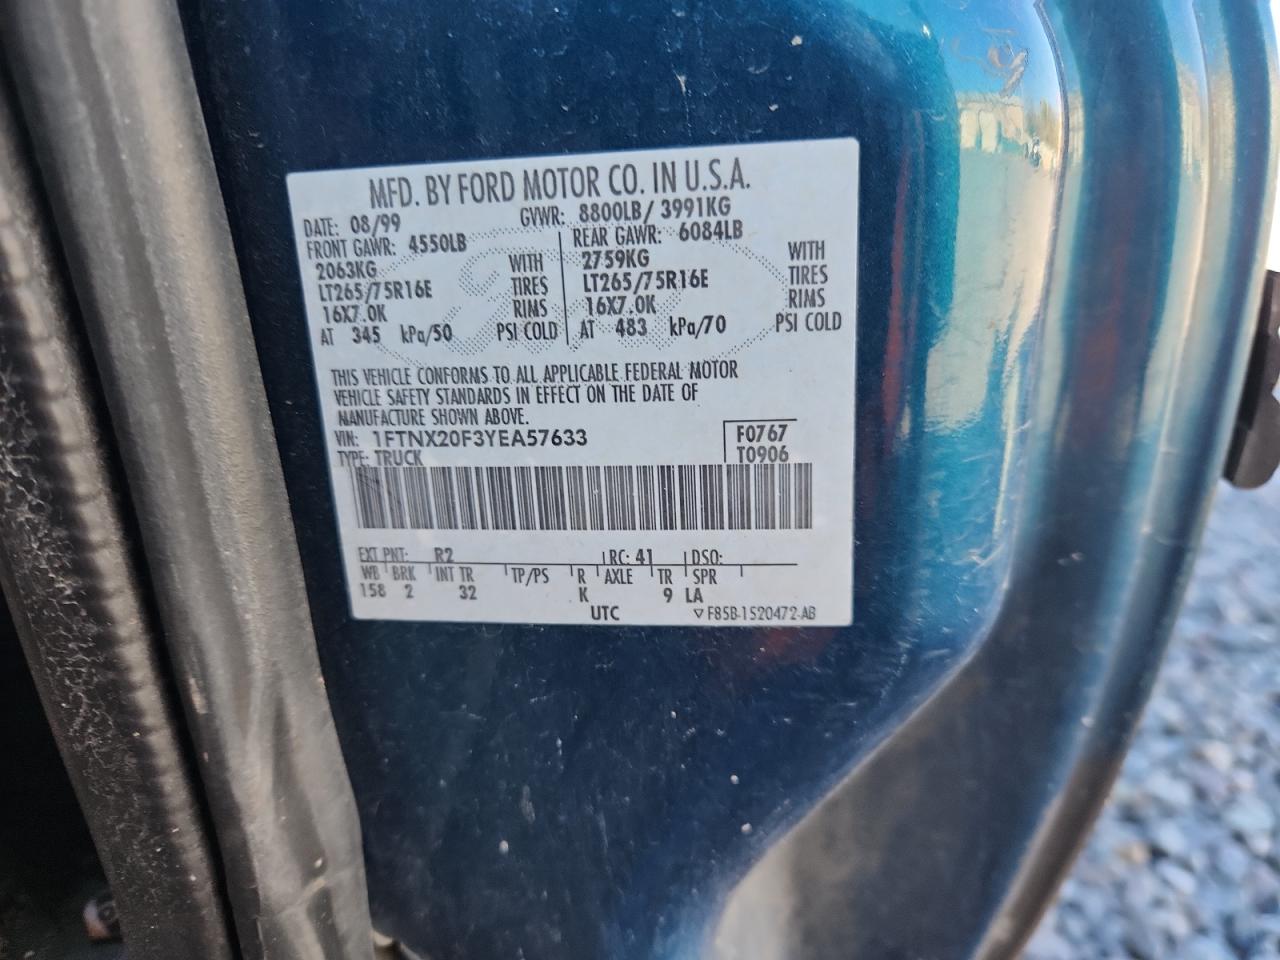 MFD. BY FORD MOTOR CO. IN U.S.A.
DATE: 08/99 GVWR: 8800LB/ 3991KG
FRONT GAWR: 4550LB REAR GAWR: 6084LB
2063KG WITH 2759KG WITH
LT265/75R16E TIRES LT265/75R16E TIRES
16X7.0K RIMS 16X7.0K RIMS
AT 345 kPa/50 PSI COLD AT 483 kPa/70 PSI COLD
THIS VEHICLE CONFORMS TO ALL APPLICABLE FEDERAL MOTOR
VEHICLE SAFETY STANDARDS IN EFFECT ON THE DATE OF
MANUFACTURE SHOWN ABOVE.
VIN: 1FTNX20F3YEA57633 F0767
TYPE: TRUCK T0906
EXT PNT: R2 RC: 41 DSO:
WB BRK INT TR TP/PS R AXLE TR SPR
158 2 32 K 9 LA
UTC ▽ F85B-1520472-AB